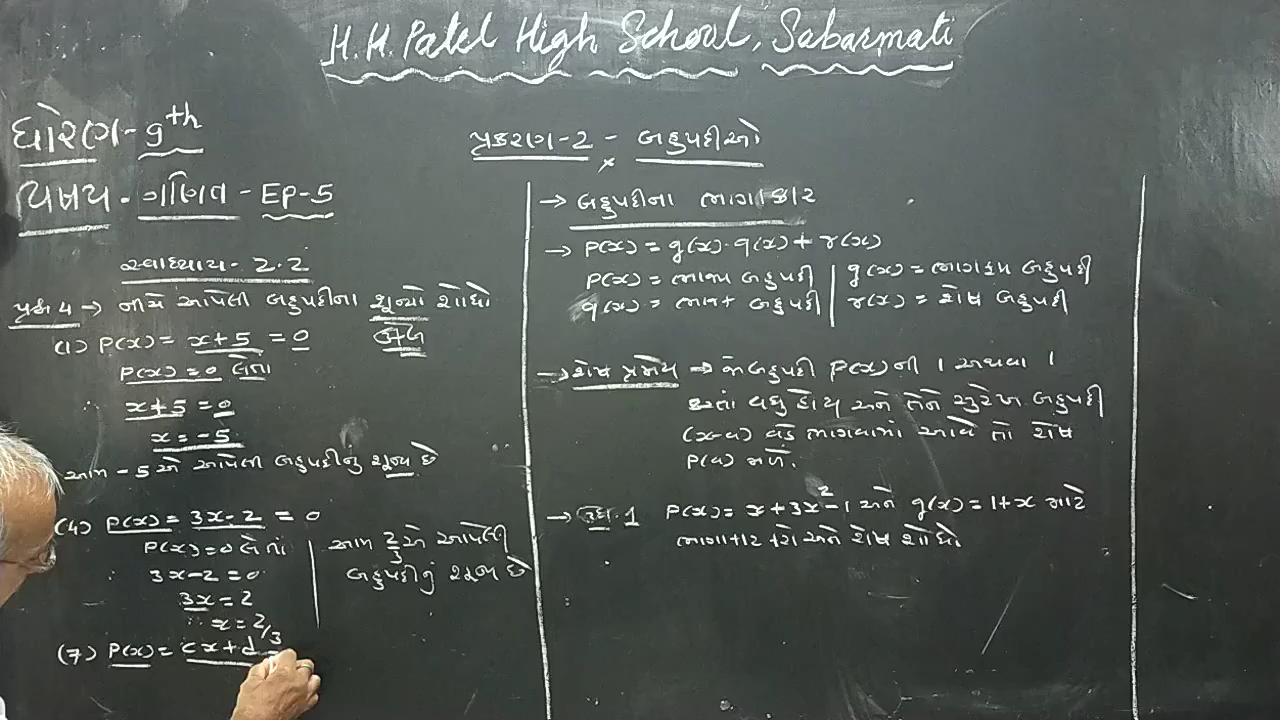 H.H. Patel High School, Sabarmati
ધોરણ - 9th
વિષય - ગણિત - EP-5
પ્રકરણ-2 - બહુપદીઓ
સ્વાધ્યાય - 2.2
પ્રશ્ન 4 → નીચે આપેલી બહુપદીના શૂન્યો શોધો
(1) P(x) = x+5 = 0
P(x) = 0 લેતા
∴ x+5 = 0
x = -5
આમ -5 એ આપેલી બહુપદીનું શૂન્ય છે
(4) P(x) = 3x-2 = 0
P(x) = 0 લેતાં
∴ 3x-2 = 0
3x = 2
∴ x = 2/3
આમ 2/3 એ આપેલી
બહુપદીનું શૂન્ય છે
(7) P(x) = cx+d
→ બહુપદીના ભાગાકાર
→ P(x) = g(x)·q(x) + r(x)
P(x) = ભાજ્ય બહુપદી
q(x) = ભાજક બહુપદી
g(x) = ભાગફળ બહુપદી
r(x) = શેષ બહુપદી
→ શેષ પ્રમેય → જો બહુપદી P(x) ની 1 અથવા 1
કરતાં વધુ હોય અને તેને સુરેખ બહુપદી
(x-a) વડે ભાગવામાં આવે તો શેષ
P(a) મળે.
→ ઉદા. 1 P(x) = x+3x²-1 અને g(x) = 1+x માટે
ભાગાકાર કરો અને શેષ શોધો.